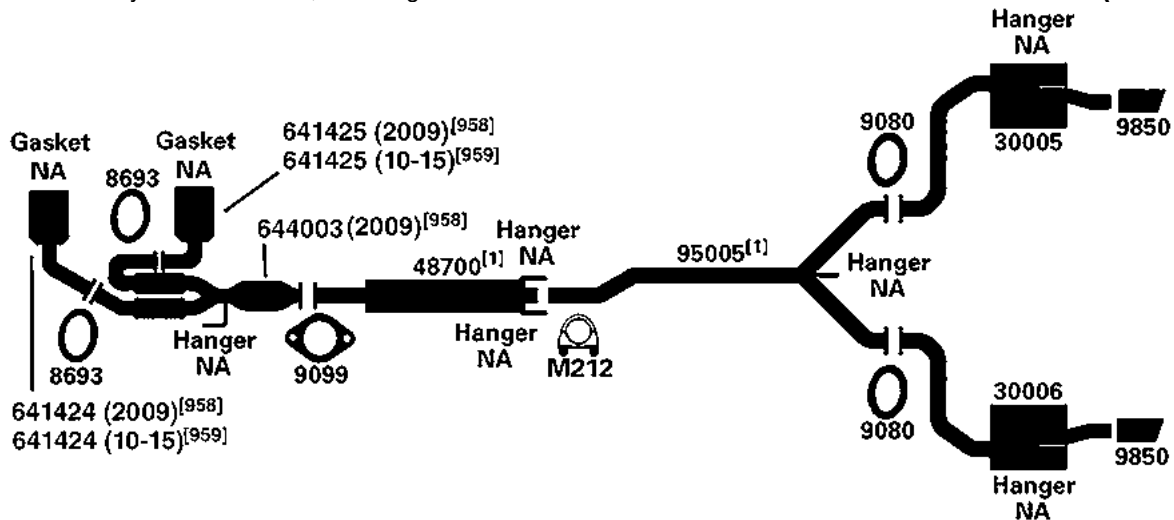 Hanger
NA
9850
30005
9080
641425 (2009)[958]
641425 (10-15)[959]
Gasket
NA
Gasket
NA
8693
644003 (2009)[958]
Hanger
NA
48700[1]
95005[1]
Hanger
NA
Hanger
NA
9099
Hanger
NA
M212
8693
641424 (2009)[958]
641424 (10-15)[959]
9080
30006
9850
Hanger
NA